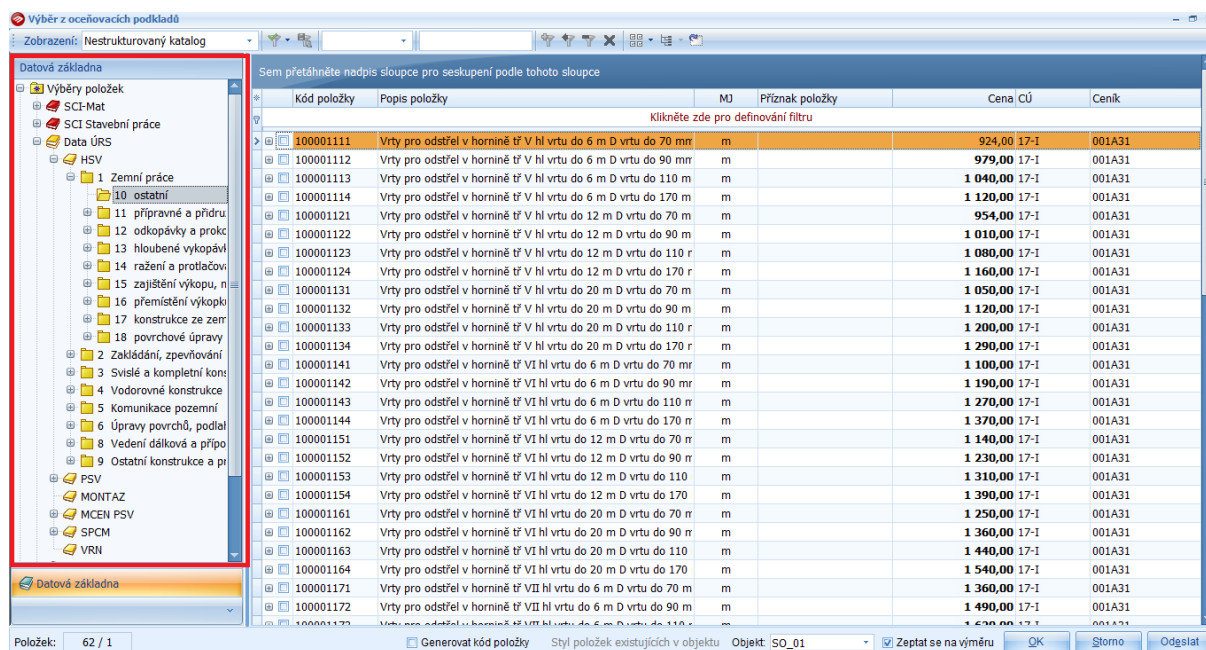 Výběr z oceňovacích podkladů
Zobrazení: Nestrukturovaný katalog
Datová základna
Výběry položek
SCI-Mat
SCI Stavební práce
Data ÚRS
HSV
1 Zemní práce
10 ostatní
11 přípravné a přidru
12 odkopávky a proko
13 hloubené vykopávk
14 ražení a protlačova
15 zajištění výkopu, n
16 přemístění výkopku
17 konstrukce ze zem
18 povrchové úpravy
2 Zakládání, zpevňování
3 Svislé a kompletní kons
4 Vodorovné konstrukce
5 Komunikace pozemní
6 Úpravy povrchů, podlah
8 Vedení dálková a přípo
9 Ostatní konstrukce a pr
PSV
MONTAZ
MCEN PSV
SPCM
VRN
Datová základna
Sem přetáhněte nadpis sloupce pro seskupení podle tohoto sloupce
Kód položky Popis položky MJ Příznak položky Cena CÚ Ceník
Klikněte zde pro definování filtru
100001111 Vrty pro odstřel v hornině tř V hl vrtu do 6 m D vrtu do 70 mm m 924,00 17-I 001A31
100001112 Vrty pro odstřel v hornině tř V hl vrtu do 6 m D vrtu do 90 mm m 979,00 17-I 001A31
100001113 Vrty pro odstřel v hornině tř V hl vrtu do 6 m D vrtu do 110 m m 1 040,00 17-I 001A31
100001114 Vrty pro odstřel v hornině tř V hl vrtu do 6 m D vrtu do 170 m m 1 120,00 17-I 001A31
100001121 Vrty pro odstřel v hornině tř V hl vrtu do 12 m D vrtu do 70 m m 954,00 17-I 001A31
100001122 Vrty pro odstřel v hornině tř V hl vrtu do 12 m D vrtu do 90 m m 1 010,00 17-I 001A31
100001123 Vrty pro odstřel v hornině tř V hl vrtu do 12 m D vrtu do 110 r m 1 080,00 17-I 001A31
100001124 Vrty pro odstřel v hornině tř V hl vrtu do 12 m D vrtu do 170 r m 1 160,00 17-I 001A31
100001131 Vrty pro odstřel v hornině tř V hl vrtu do 20 m D vrtu do 70 m m 1 050,00 17-I 001A31
100001132 Vrty pro odstřel v hornině tř V hl vrtu do 20 m D vrtu do 90 m m 1 120,00 17-I 001A31
100001133 Vrty pro odstřel v hornině tř V hl vrtu do 20 m D vrtu do 110 r m 1 200,00 17-I 001A31
100001134 Vrty pro odstřel v hornině tř V hl vrtu do 20 m D vrtu do 170 r m 1 290,00 17-I 001A31
100001141 Vrty pro odstřel v hornině tř VI hl vrtu do 6 m D vrtu do 70 mr m 1 100,00 17-I 001A31
100001142 Vrty pro odstřel v hornině tř VI hl vrtu do 6 m D vrtu do 90 mr m 1 190,00 17-I 001A31
100001143 Vrty pro odstřel v hornině tř VI hl vrtu do 6 m D vrtu do 110 m m 1 270,00 17-I 001A31
100001144 Vrty pro odstřel v hornině tř VI hl vrtu do 6 m D vrtu do 170 m m 1 370,00 17-I 001A31
100001151 Vrty pro odstřel v hornině tř VI hl vrtu do 12 m D vrtu do 70 m m 1 140,00 17-I 001A31
100001152 Vrty pro odstřel v hornině tř VI hl vrtu do 12 m D vrtu do 90 m m 1 230,00 17-I 001A31
100001153 Vrty pro odstřel v hornině tř VI hl vrtu do 12 m D vrtu do 110 m 1 310,00 17-I 001A31
100001154 Vrty pro odstřel v hornině tř VI hl vrtu do 12 m D vrtu do 170 m 1 390,00 17-I 001A31
100001161 Vrty pro odstřel v hornině tř VI hl vrtu do 20 m D vrtu do 70 m m 1 250,00 17-I 001A31
100001162 Vrty pro odstřel v hornině tř VI hl vrtu do 20 m D vrtu do 90 m m 1 360,00 17-I 001A31
100001163 Vrty pro odstřel v hornině tř VI hl vrtu do 20 m D vrtu do 110 m 1 440,00 17-I 001A31
100001164 Vrty pro odstřel v hornině tř VI hl vrtu do 20 m D vrtu do 170 m 1 540,00 17-I 001A31
100001171 Vrty pro odstřel v hornině tř VII hl vrtu do 6 m D vrtu do 70 m m 1 360,00 17-I 001A31
100001172 Vrty pro odstřel v hornině tř VII hl vrtu do 6 m D vrtu do 90 m m 1 490,00 17-I 001A31
Položek: 62 / 1 Generovat kód položky Styl položek existujících v objektu Objekt SO_01 Zeptat se na výměru OK Storno Odeslat